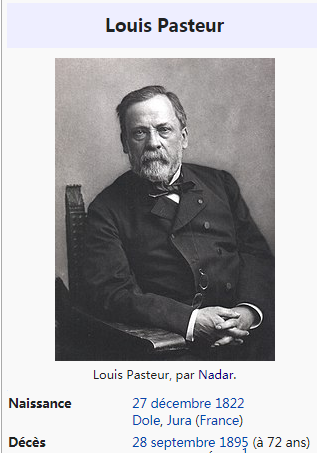 Louis Pasteur
Louis Pasteur, par Nadar.
Naissance 27 décembre 1822
Dole, Jura (France)
Décès 28 septembre 1895 (à 72 ans)